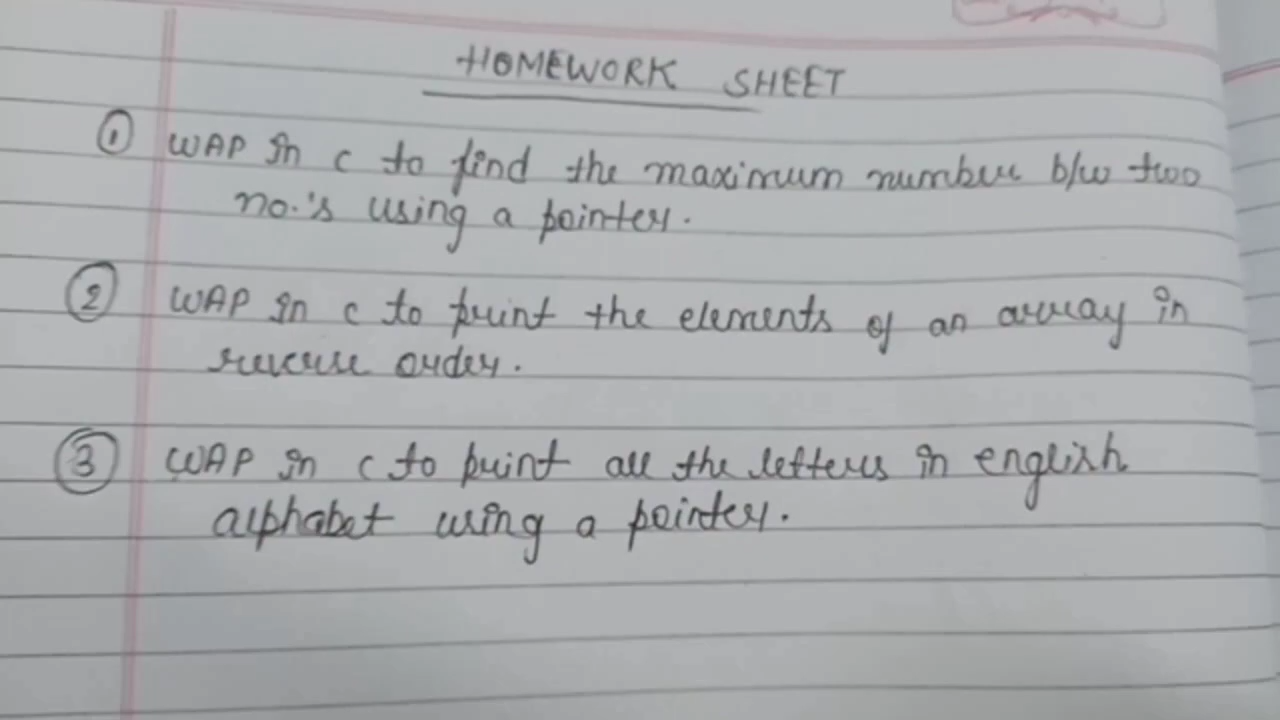 HOMEWORK SHEET
① WAP in c to find the maximum number b/w two
no.'s using a pointer.
② WAP in c to print the elements of an array in
reverse order.
③ WAP in c to print all the letters in english
alphabet using a pointer.